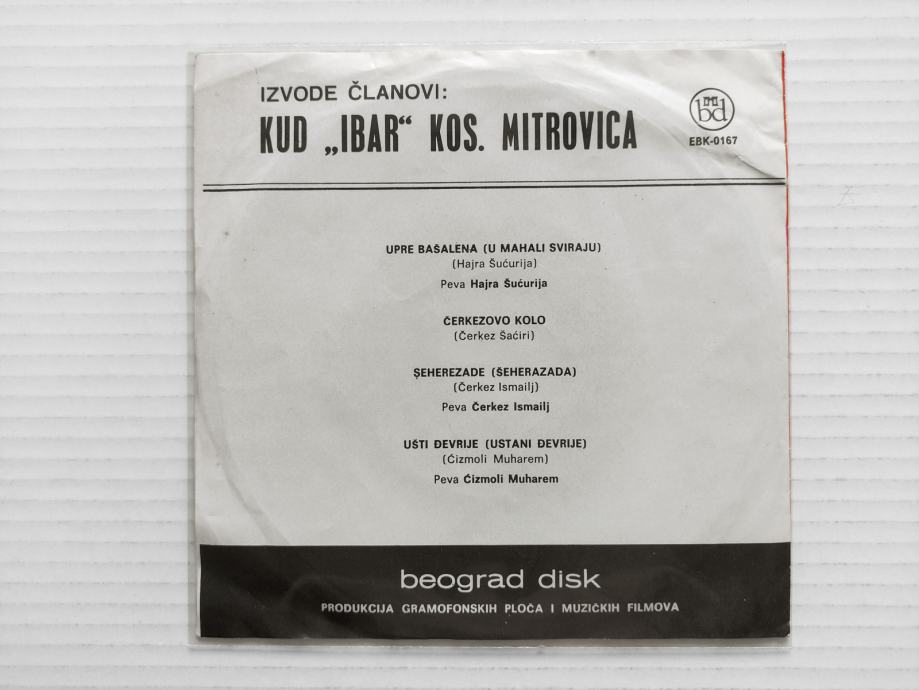 IZVODE ČLANOVI:
KUD „IBAR“ KOS. MITROVICA
bd
EBK-0167
UPRE BAŠALENA (U MAHALI SVIRAJU)
(Hajra Šućurija)
Peva Hajra Šućurija
ČERKEZOVO KOLO
(Čerkez Šaćiri)
ŞEHEREZADE (ŠEHERAZADA)
(Čerkez Ismailj)
Peva Čerkez Ismailj
UŠTI ĐEVRIJE (USTANI ĐEVRIJE)
(Ćizmoli Muharem)
Peva Ćizmoli Muharem
beograd disk
PRODUKCIJA GRAMOFONSKIH PLOČA I MUZIČKIH FILMOVA